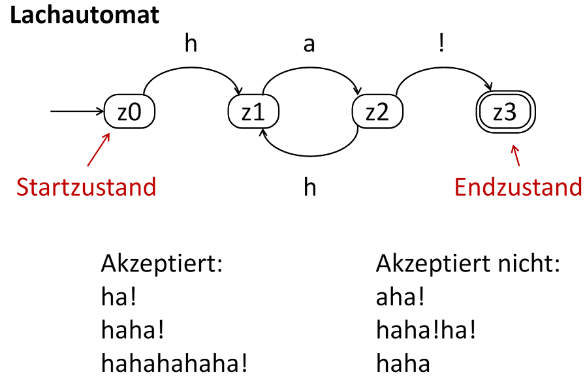 Lachautomat
h a !
z0 z1 z2 z3
Startzustand h Endzustand
Akzeptiert:
ha!
haha!
hahahahaha!
Akzeptiert nicht:
aha!
haha!ha!
haha